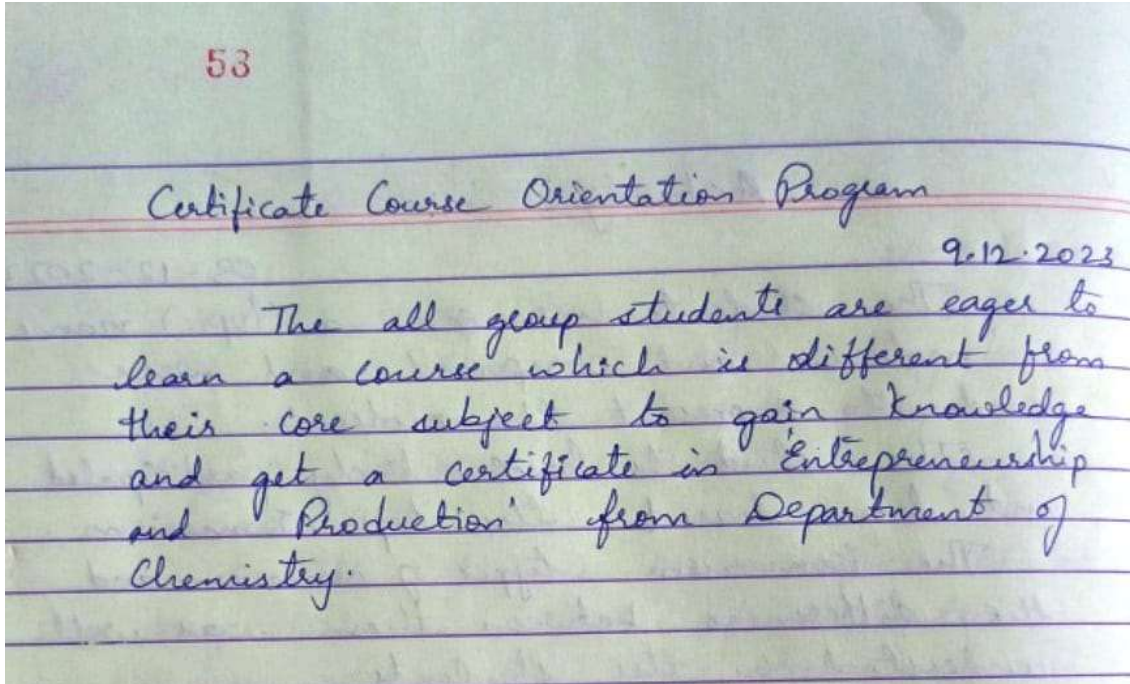 53
Certificate Course Orientation Program
9.12.2023
The all group students are eager to
learn a course which is different from
their core subject to gain knowledge
and get a certificate in 'Entrepreneurship
and Production' from Department of
Chemistry.